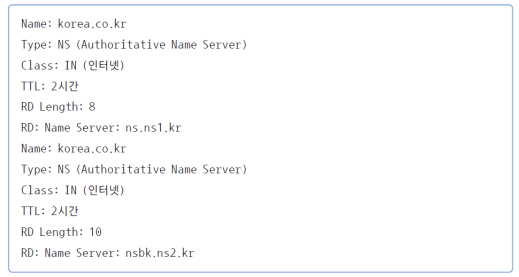 Name: korea.co.kr
Type: NS (Authoritative Name Server)
Class: IN (인터넷)
TTL: 2시간
RD Length: 8
RD: Name Server: ns.ns1.kr
Name: korea.co.kr
Type: NS (Authoritative Name Server)
Class: IN (인터넷)
TTL: 2시간
RD Length: 10
RD: Name Server: nsbk.ns2.kr